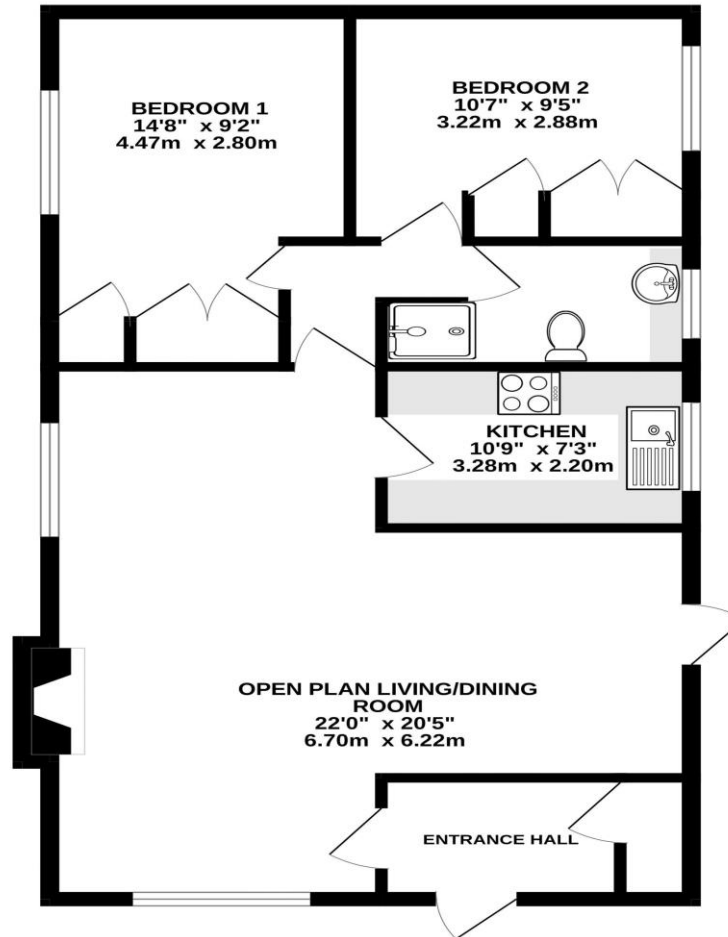 BEDROOM 1
14'8" x 9'2"
4.47m x 2.80m
BEDROOM 2
10'7" x 9'5"
3.22m x 2.88m
KITCHEN
10'9" x 7'3"
3.28m x 2.20m
OPEN PLAN LIVING/DINING
ROOM
22'0" x 20'5"
6.70m x 6.22m
ENTRANCE HALL